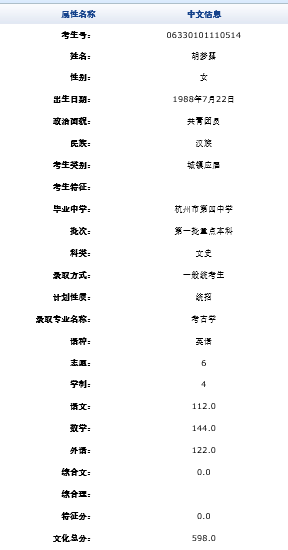 属性名称 中文信息
考生号： 06330101110514
姓名： 胡梦
性别： 女
出生日期： 1988年7月22日
政治面貌： 共青团员
民族： 汉族
考生类别： 城镇应届
考生特征：
毕业中学： 杭州市第四中学
批次： 第一批重点本科
科类： 文史
录取方式： 一般统考生
计划性质： 统招
录取专业名称： 考古学
语种： 英语
志愿： 6
学制： 4
语文： 112.0
数学： 144.0
外语： 122.0
综合文： 0.0
综合理：
特征分： 0.0
文化总分： 598.0